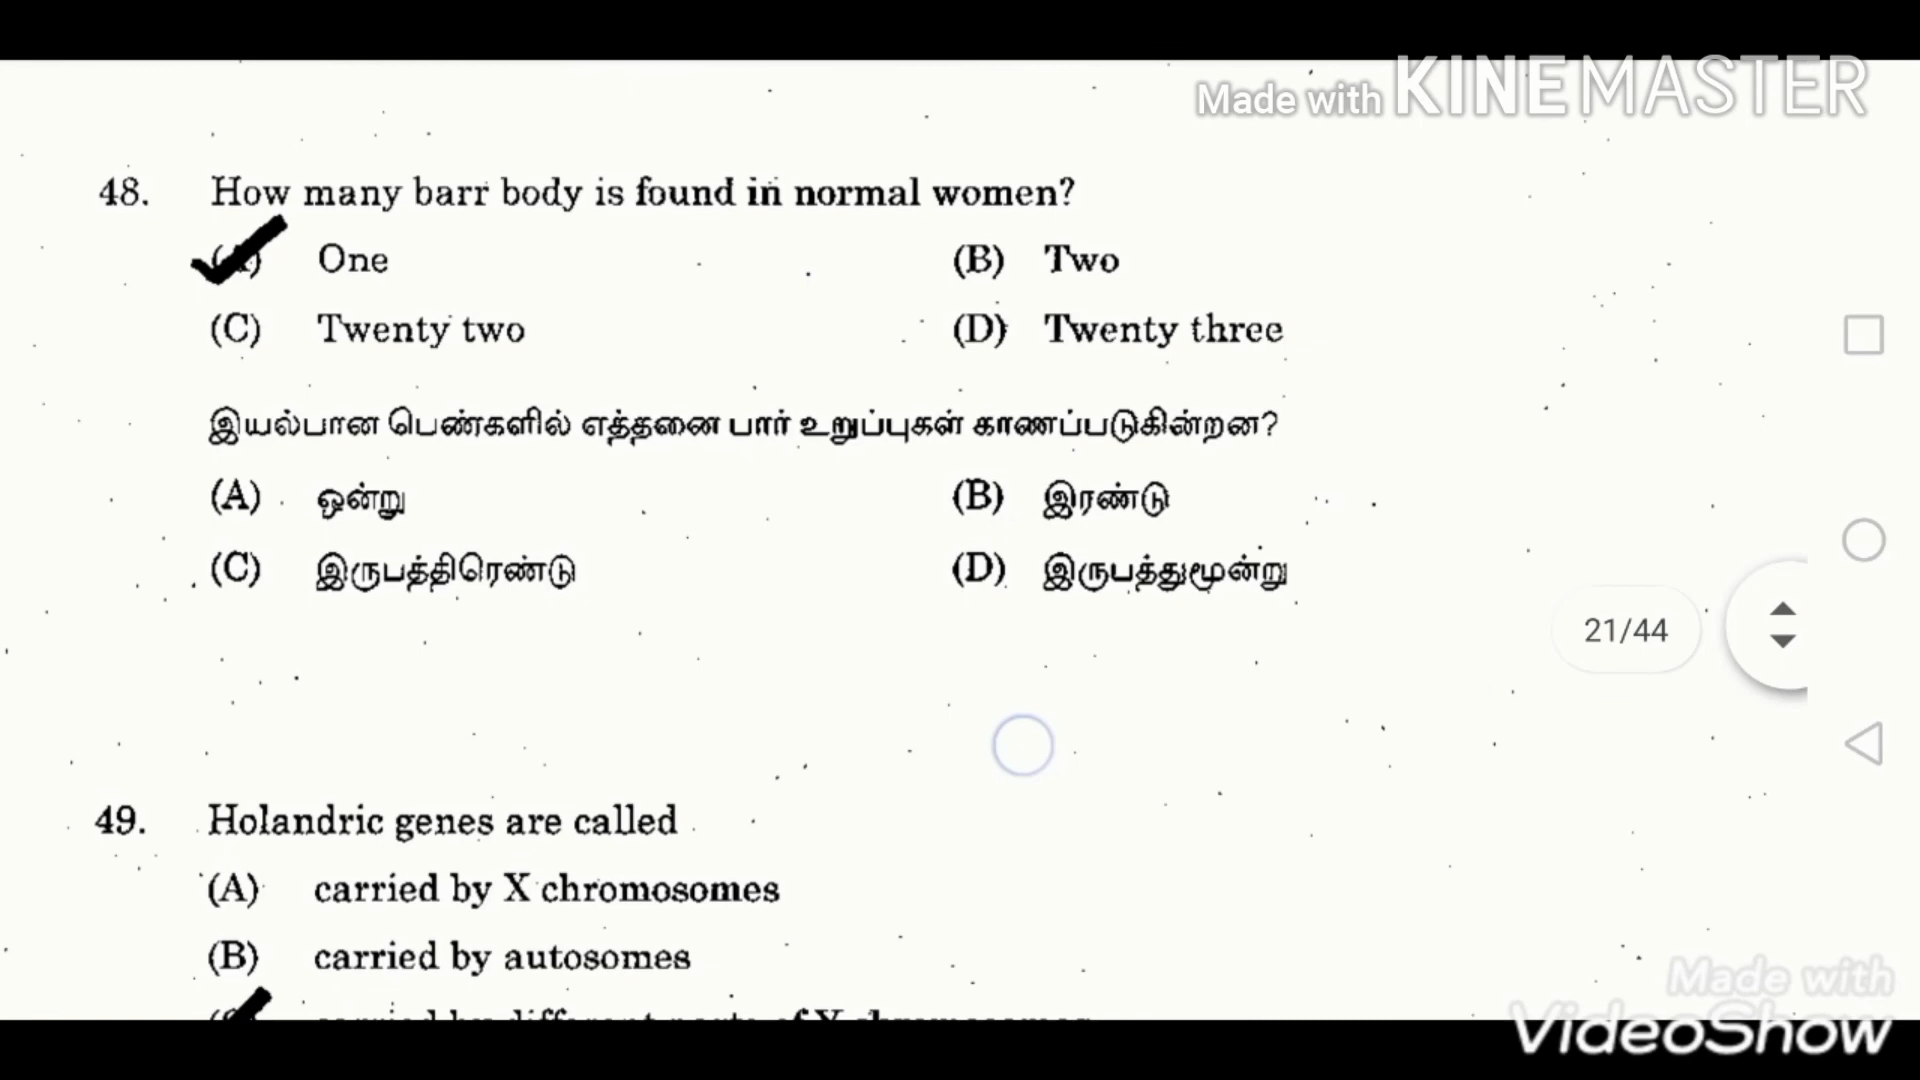 Made with KINEMASTER
48. How many barr body is found in normal women?
One (B) Two
(C) Twenty two (D) Twenty three
இயல்பான பெண்களில் எத்தனை பார் உறுப்புகள் காணப்படுகின்றன?
(A) ஒன்று (B) இரண்டு
(C) இருபத்திரெண்டு (D) இருபத்துமூன்று
21/44
49. Holandric genes are called
(A) carried by X chromosomes
(B) carried by autosomes
Made with
VideoShow